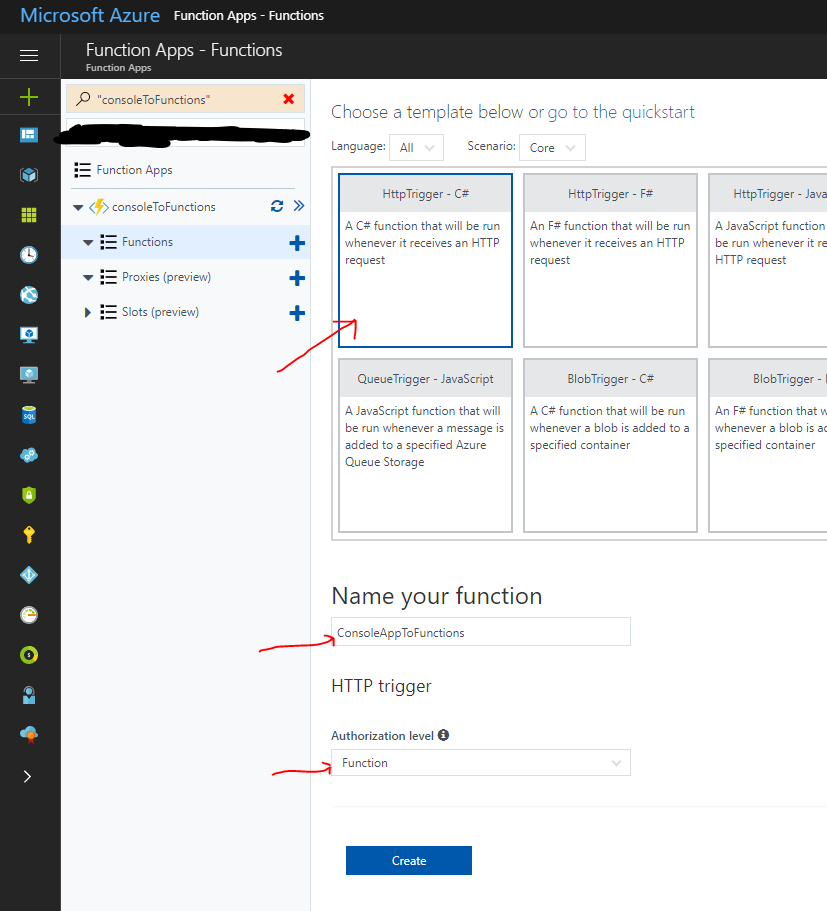 Microsoft Azure Function Apps - Functions
Function Apps - Functions
Function Apps
"consoleToFunctions"
Function Apps
consoleToFunctions
Functions
Proxies (preview)
Slots (preview)
Choose a template below or go to the quickstart
Language: All Scenario: Core
HttpTrigger - C#
A C# function that will be run
whenever it receives an HTTP
request
HttpTrigger - F#
An F# function that will be run
whenever it receives an HTTP
request
HttpTrigger - Java
A JavaScript function
be run whenever it re
HTTP request
QueueTrigger - JavaScript
A JavaScript function that will
be run whenever a message is
added to a specified Azure
Queue Storage
BlobTrigger - C#
A C# function that will be run
whenever a blob is added to a
specified container
BlobTrigger -
An F# function that w
whenever a blob is ad
specified container
Name your function
ConsoleAppToFunctions
HTTP trigger
Authorization level
Function
Create
SQL